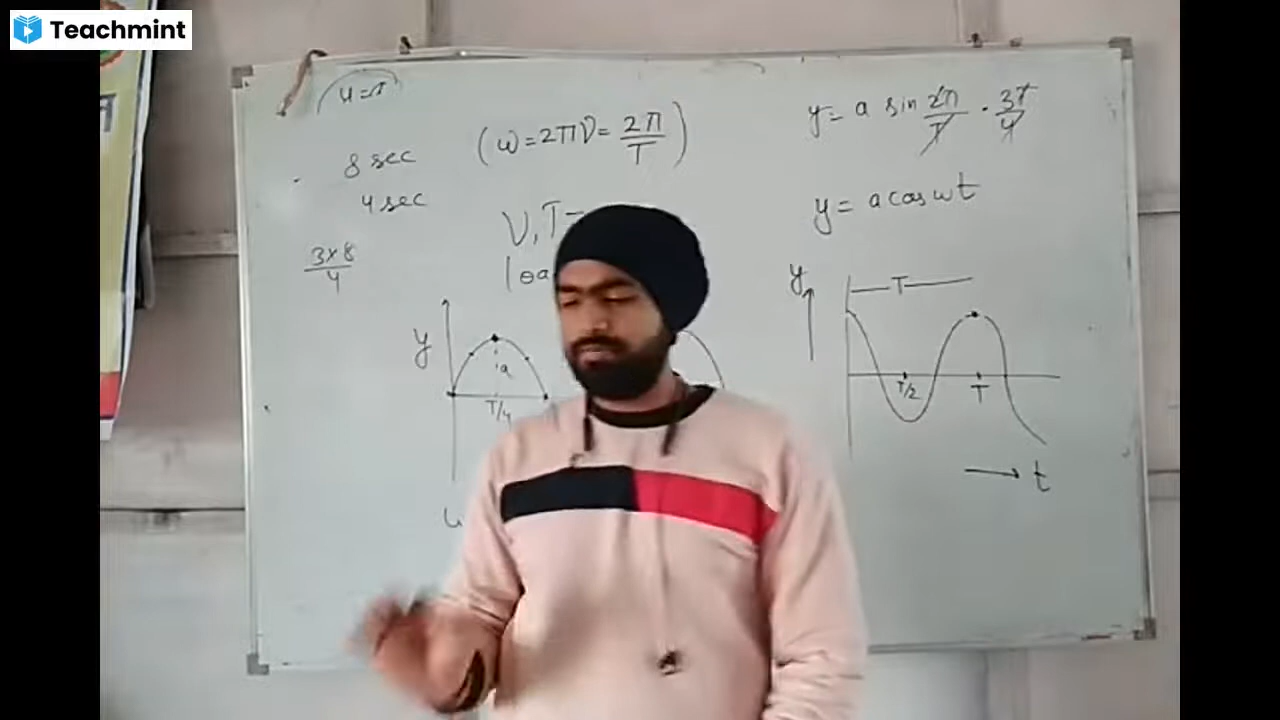 Teachmint
8 sec
4 sec
3×8/4
(ω=2πν=2π/T)
ν,T
y
a
T/4
y= a sin 2π/T · 3T/4
y= a cos ωt
y
T
T/2
T
t